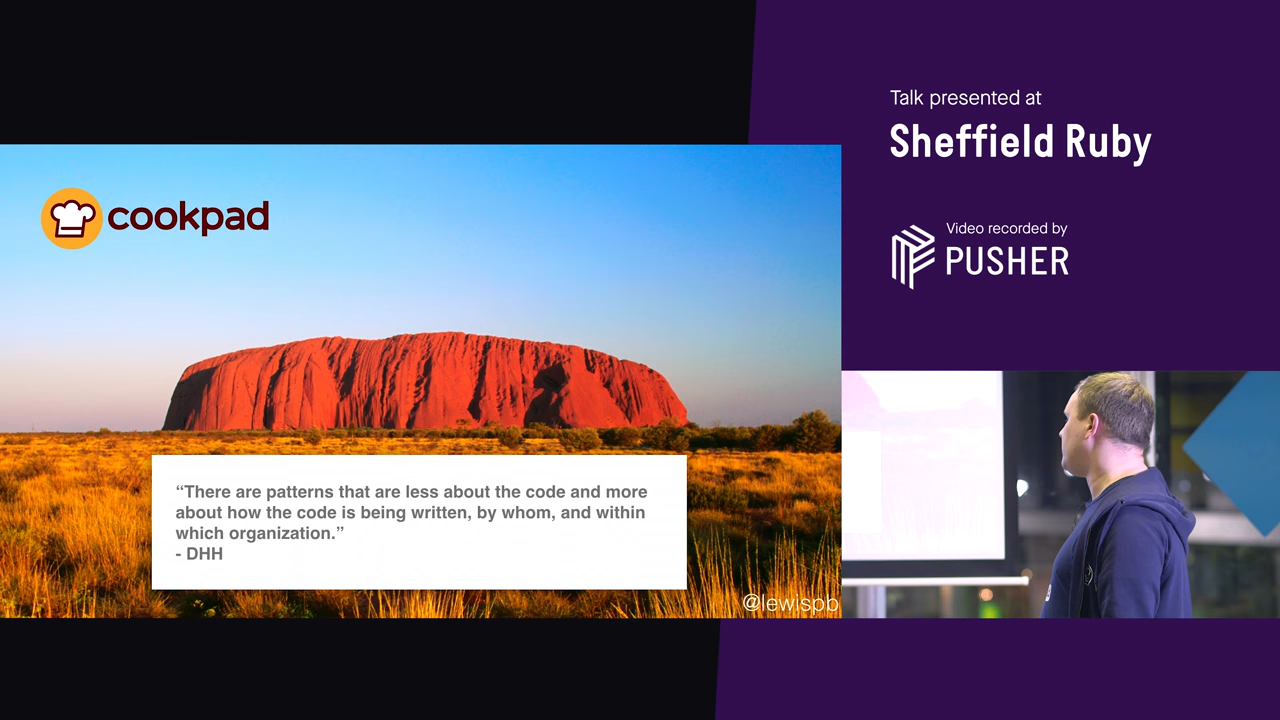 Talk presented at
Sheffield Ruby
Video recorded by
PUSHER
cookpad
“There are patterns that are less about the code and more
about how the code is being written, by whom, and within
which organization.”
- DHH
@lewispb